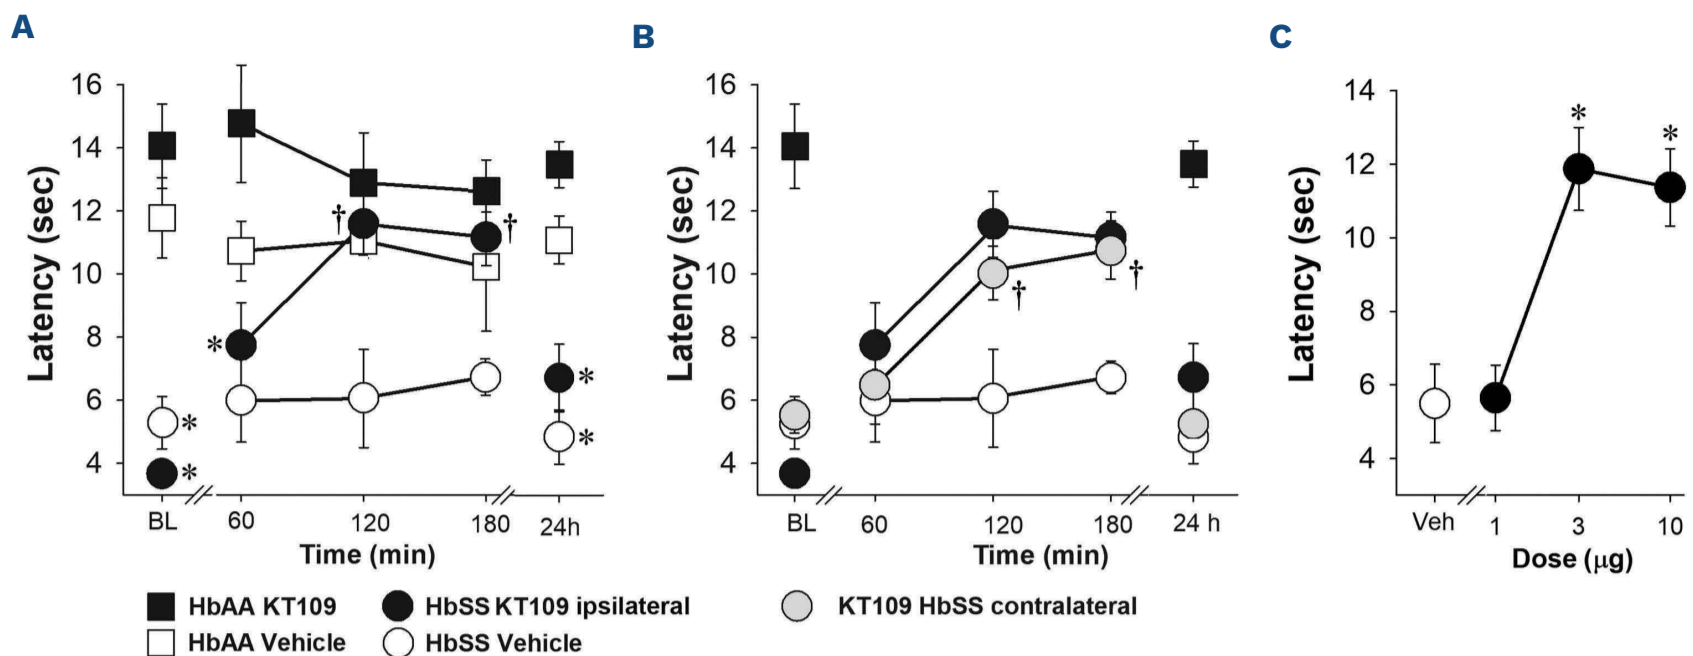 A
B
C
Latency (sec)
16
14
12
10
8
6
4
†
†
*
*
*
*
*
BL
60
120
180
24h
Time (min)
Latency (sec)
16
14
12
10
8
6
4
†
†
BL
60
120
180
24 h
Time (min)
Latency (sec)
14
12
10
8
6
4
*
*
Veh
1
3
10
Dose (μg)
HbAA KT109
HbSS KT109 ipsilateral
KT109 HbSS contralateral
HbAA Vehicle
HbSS Vehicle